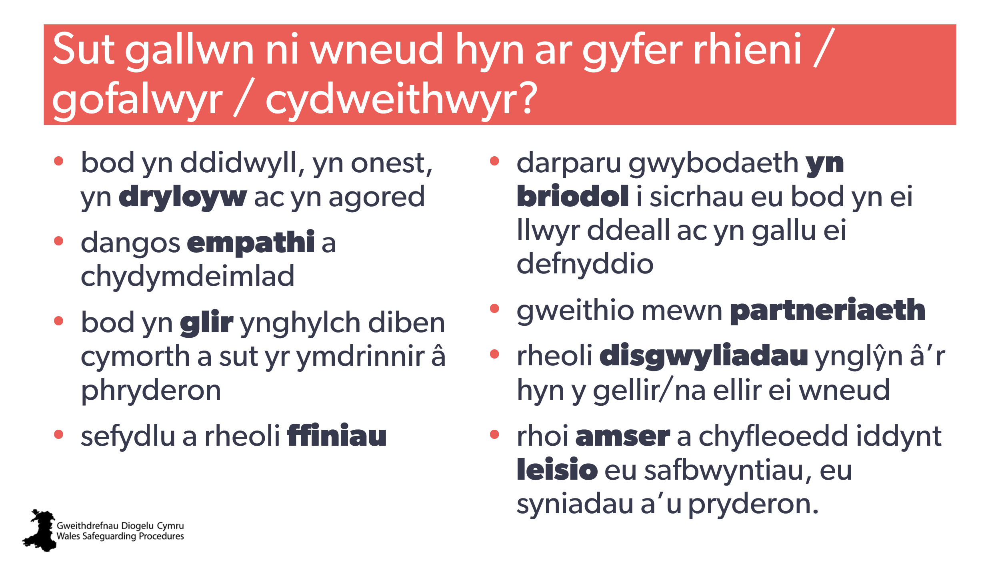 Sut gallwn ni wneud hyn ar gyfer rhieni /
gofalwyr / cydweithwyr?
• bod yn ddidwyll, yn onest,
yn dryloyw ac yn agored
• dangos empathi a
chydymdeimlad
• bod yn glir ynghylch diben
cymorth a sut yr ymdrinnir â
phryderon
• sefydlu a rheoli ffiniau
• darparu gwybodaeth yn
briodol i sicrhau eu bod yn ei
llwyr ddeall ac yn gallu ei
defnyddio
• gweithio mewn partneriaeth
• rheoli disgwyliadau ynglŷn â’r
hyn y gellir/na ellir ei wneud
• rhoi amser a chyfleoedd iddynt
leisio eu safbwyntiau, eu
syniadau a’u pryderon.
Gweithdrefnau Diogelu Cymru
Wales Safeguarding Procedures